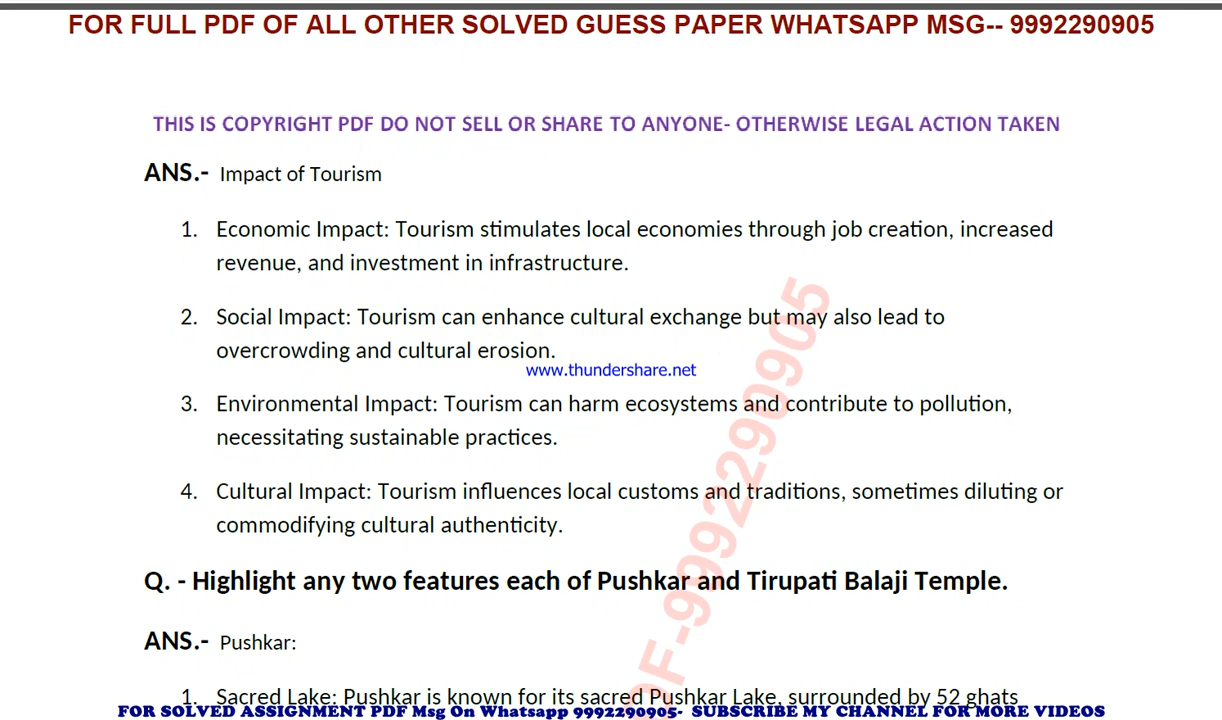 FOR FULL PDF OF ALL OTHER SOLVED GUESS PAPER WHATSAPP MSG-- 9992290905
THIS IS COPYRIGHT PDF DO NOT SELL OR SHARE TO ANYONE- OTHERWISE LEGAL ACTION TAKEN
ANS.- Impact of Tourism
1. Economic Impact: Tourism stimulates local economies through job creation, increased
revenue, and investment in infrastructure.
2. Social Impact: Tourism can enhance cultural exchange but may also lead to
overcrowding and cultural erosion.
www.thundershare.net
3. Environmental Impact: Tourism can harm ecosystems and contribute to pollution,
necessitating sustainable practices.
4. Cultural Impact: Tourism influences local customs and traditions, sometimes diluting or
commodifying cultural authenticity.
DF-9992290905
Q. - Highlight any two features each of Pushkar and Tirupati Balaji Temple.
ANS.- Pushkar:
1. Sacred Lake: Pushkar is known for its sacred Pushkar Lake, surrounded by 52 ghats
FOR SOLVED ASSIGNMENT PDF Msg On Whatsapp 9992290905- SUBSCRIBE MY CHANNEL FOR MORE VIDEOS